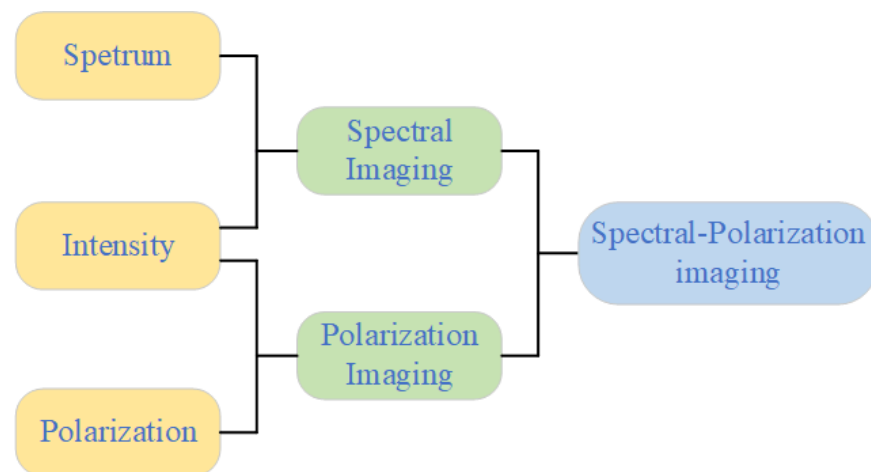 Spetrum
Spectral
Imaging
Intensity
Spectral-Polarization
imaging
Polarization
Imaging
Polarization